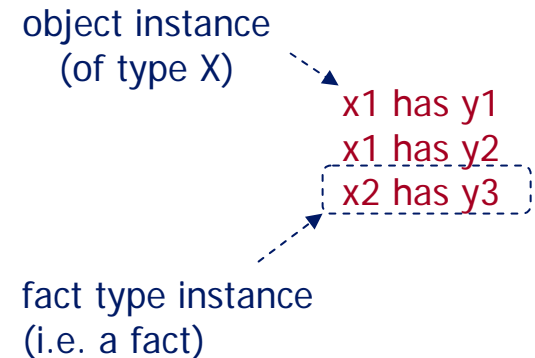 object instance
(of type X)
x1 has y1
x1 has y2
x2 has y3
fact type instance
(i.e. a fact)